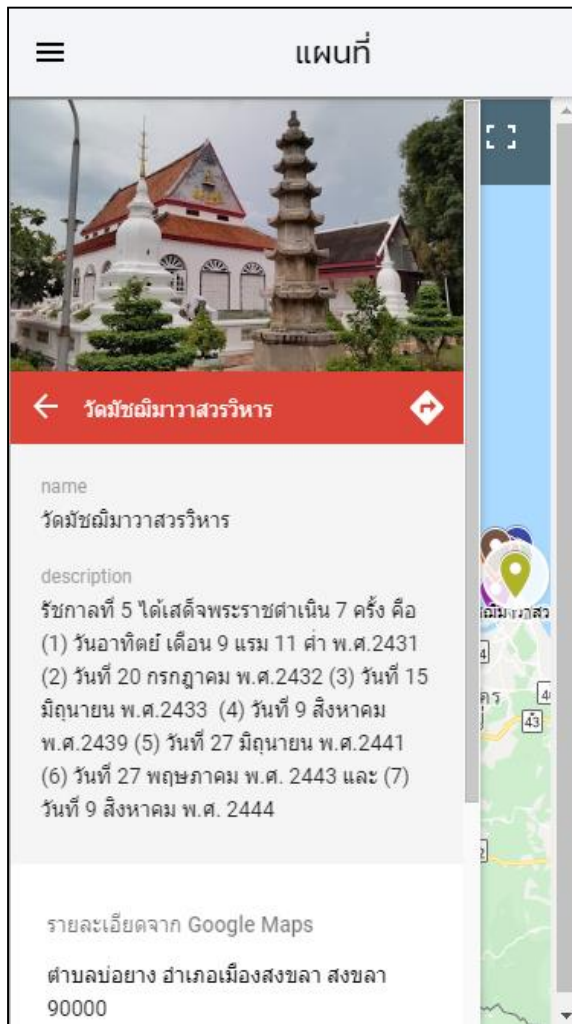 แผนที่
วัดมัชฌิมาวาสวรวิหาร
name
วัดมัชฌิมาวาสวรวิหาร
description
รัชกาลที่ 5 ได้เสด็จพระราชดำเนิน 7 ครั้ง คือ
(1) วันอาทิตย์ เดือน 9 แรม 11 ค่ำ พ.ศ.2431
(2) วันที่ 20 กรกฎาคม พ.ศ.2432 (3) วันที่ 15
มิถุนายน พ.ศ.2433 (4) วันที่ 9 สิงหาคม
พ.ศ.2439 (5) วันที่ 27 มิถุนายน พ.ศ.2441
(6) วันที่ 27 พฤษภาคม พ.ศ. 2443 และ (7)
วันที่ 9 สิงหาคม พ.ศ. 2444
รายละเอียดจาก Google Maps
ตำบลบ่อยาง อำเภอเมืองสงขลา สงขลา
90000
43